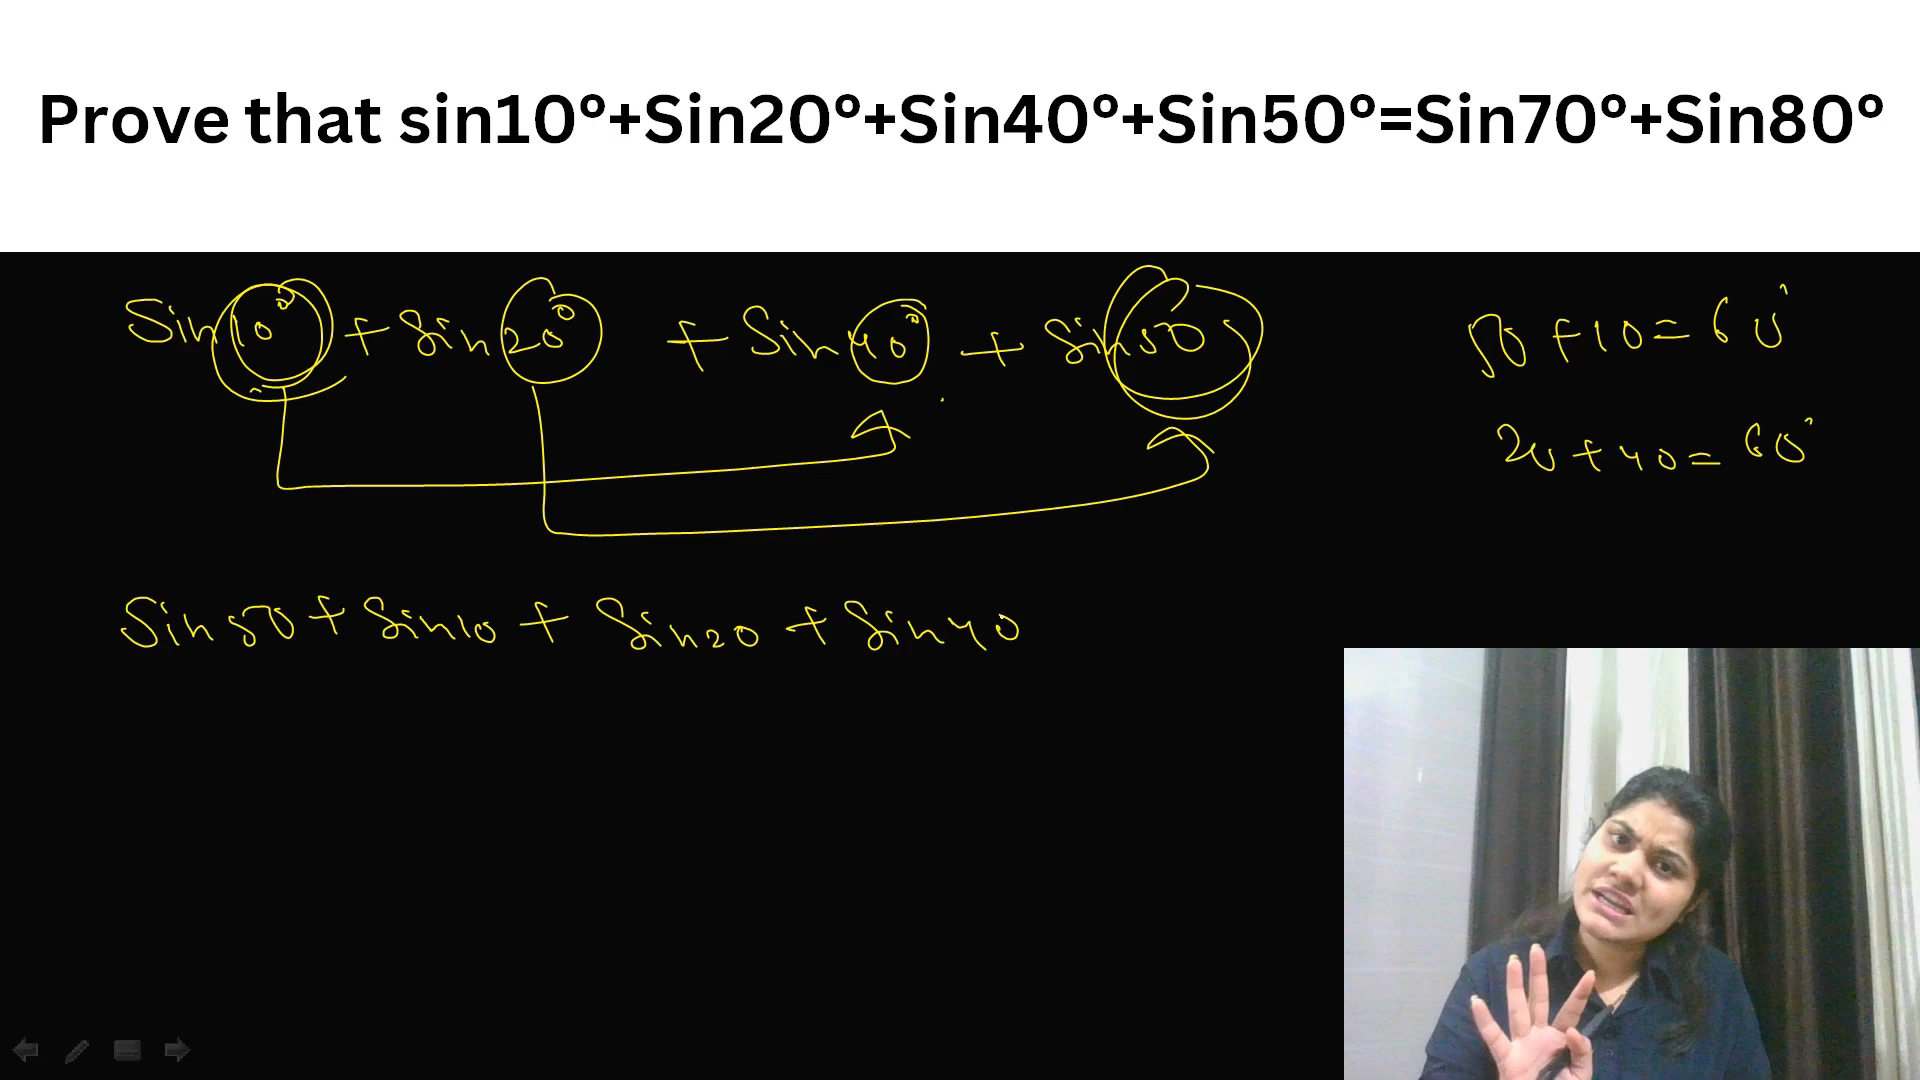 Prove that sin10°+Sin20°+Sin40°+Sin50°=Sin70°+Sin80°
Sin10° + Sin20° + Sin40° + Sin50
50 + 10 = 60°
20 + 40 = 60°
Sin50 + Sin10 + Sin20 + Sin40